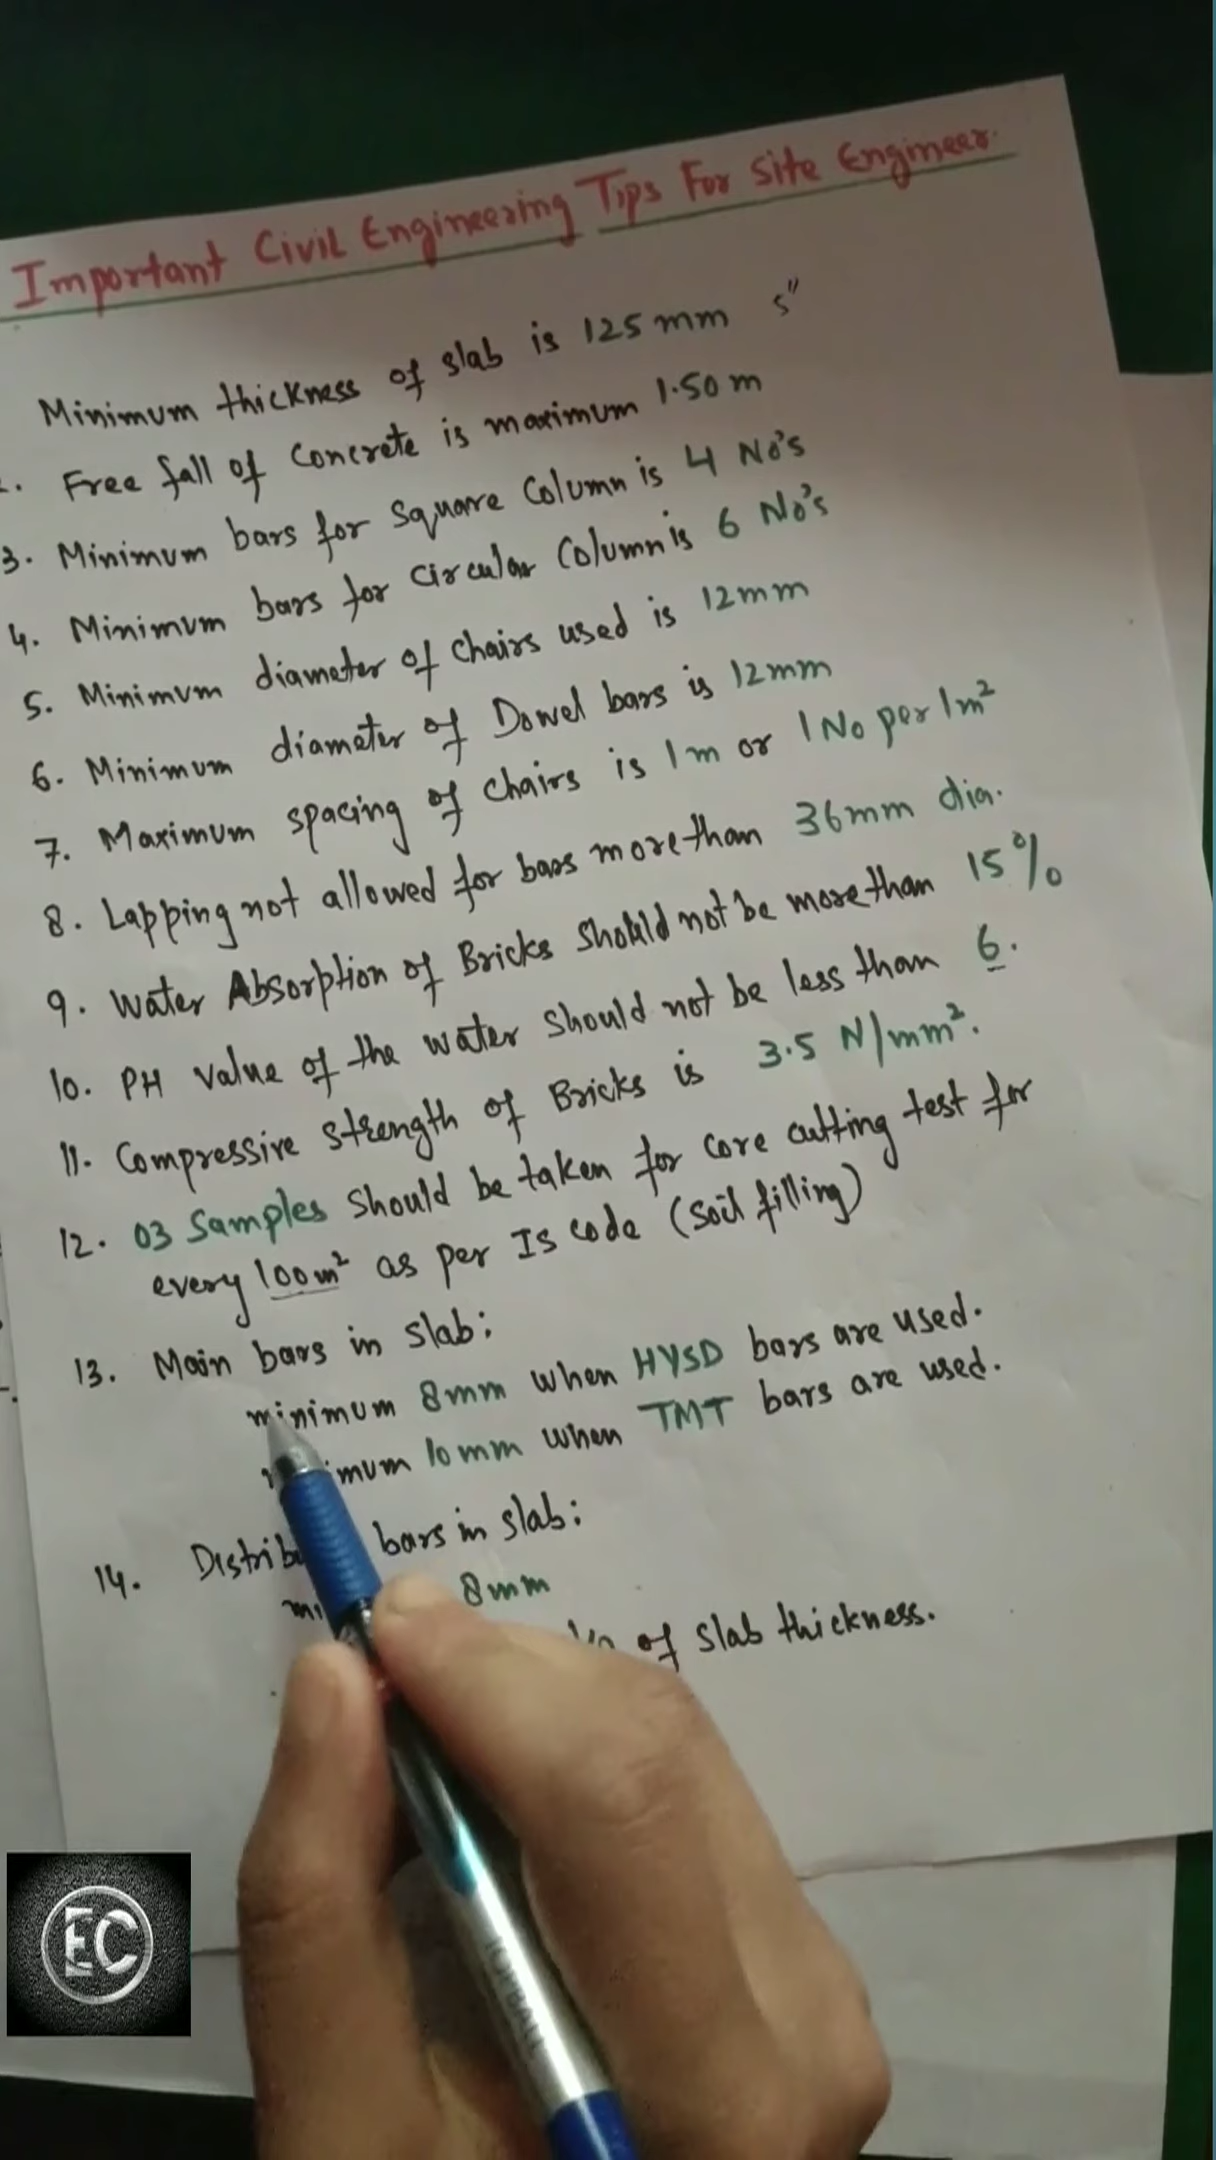 Important Civil Engineering Tips For Site Engineer.
Minimum thickness of slab is 125 mm 5"
Free fall of Concrete is maximum 1.50 m
3. Minimum bars for Square Column is 4 No's
4. Minimum bars for Circular Column is 6 No's
5. Minimum diameter of Chairs used is 12mm
6. Minimum diameter of Dowel bars is 12mm
7. Maximum spacing of Chairs is 1m or 1 No per 1m²
8. Lapping not allowed for bars more than 36mm dia.
9. Water Absorption of Bricks should not be more than 15%
10. PH Value of the water should not be less than 6.
11. Compressive strength of Bricks is 3.5 N/mm².
12. 03 Samples should be taken for core cutting test for
every 100m² as per Is code (soil filling)
13. Main bars in slab:
minimum 8mm when HYSD bars are used.
10mm when TMT bars are used.
14. bars in slab:
8mm
of slab thickness.
EC